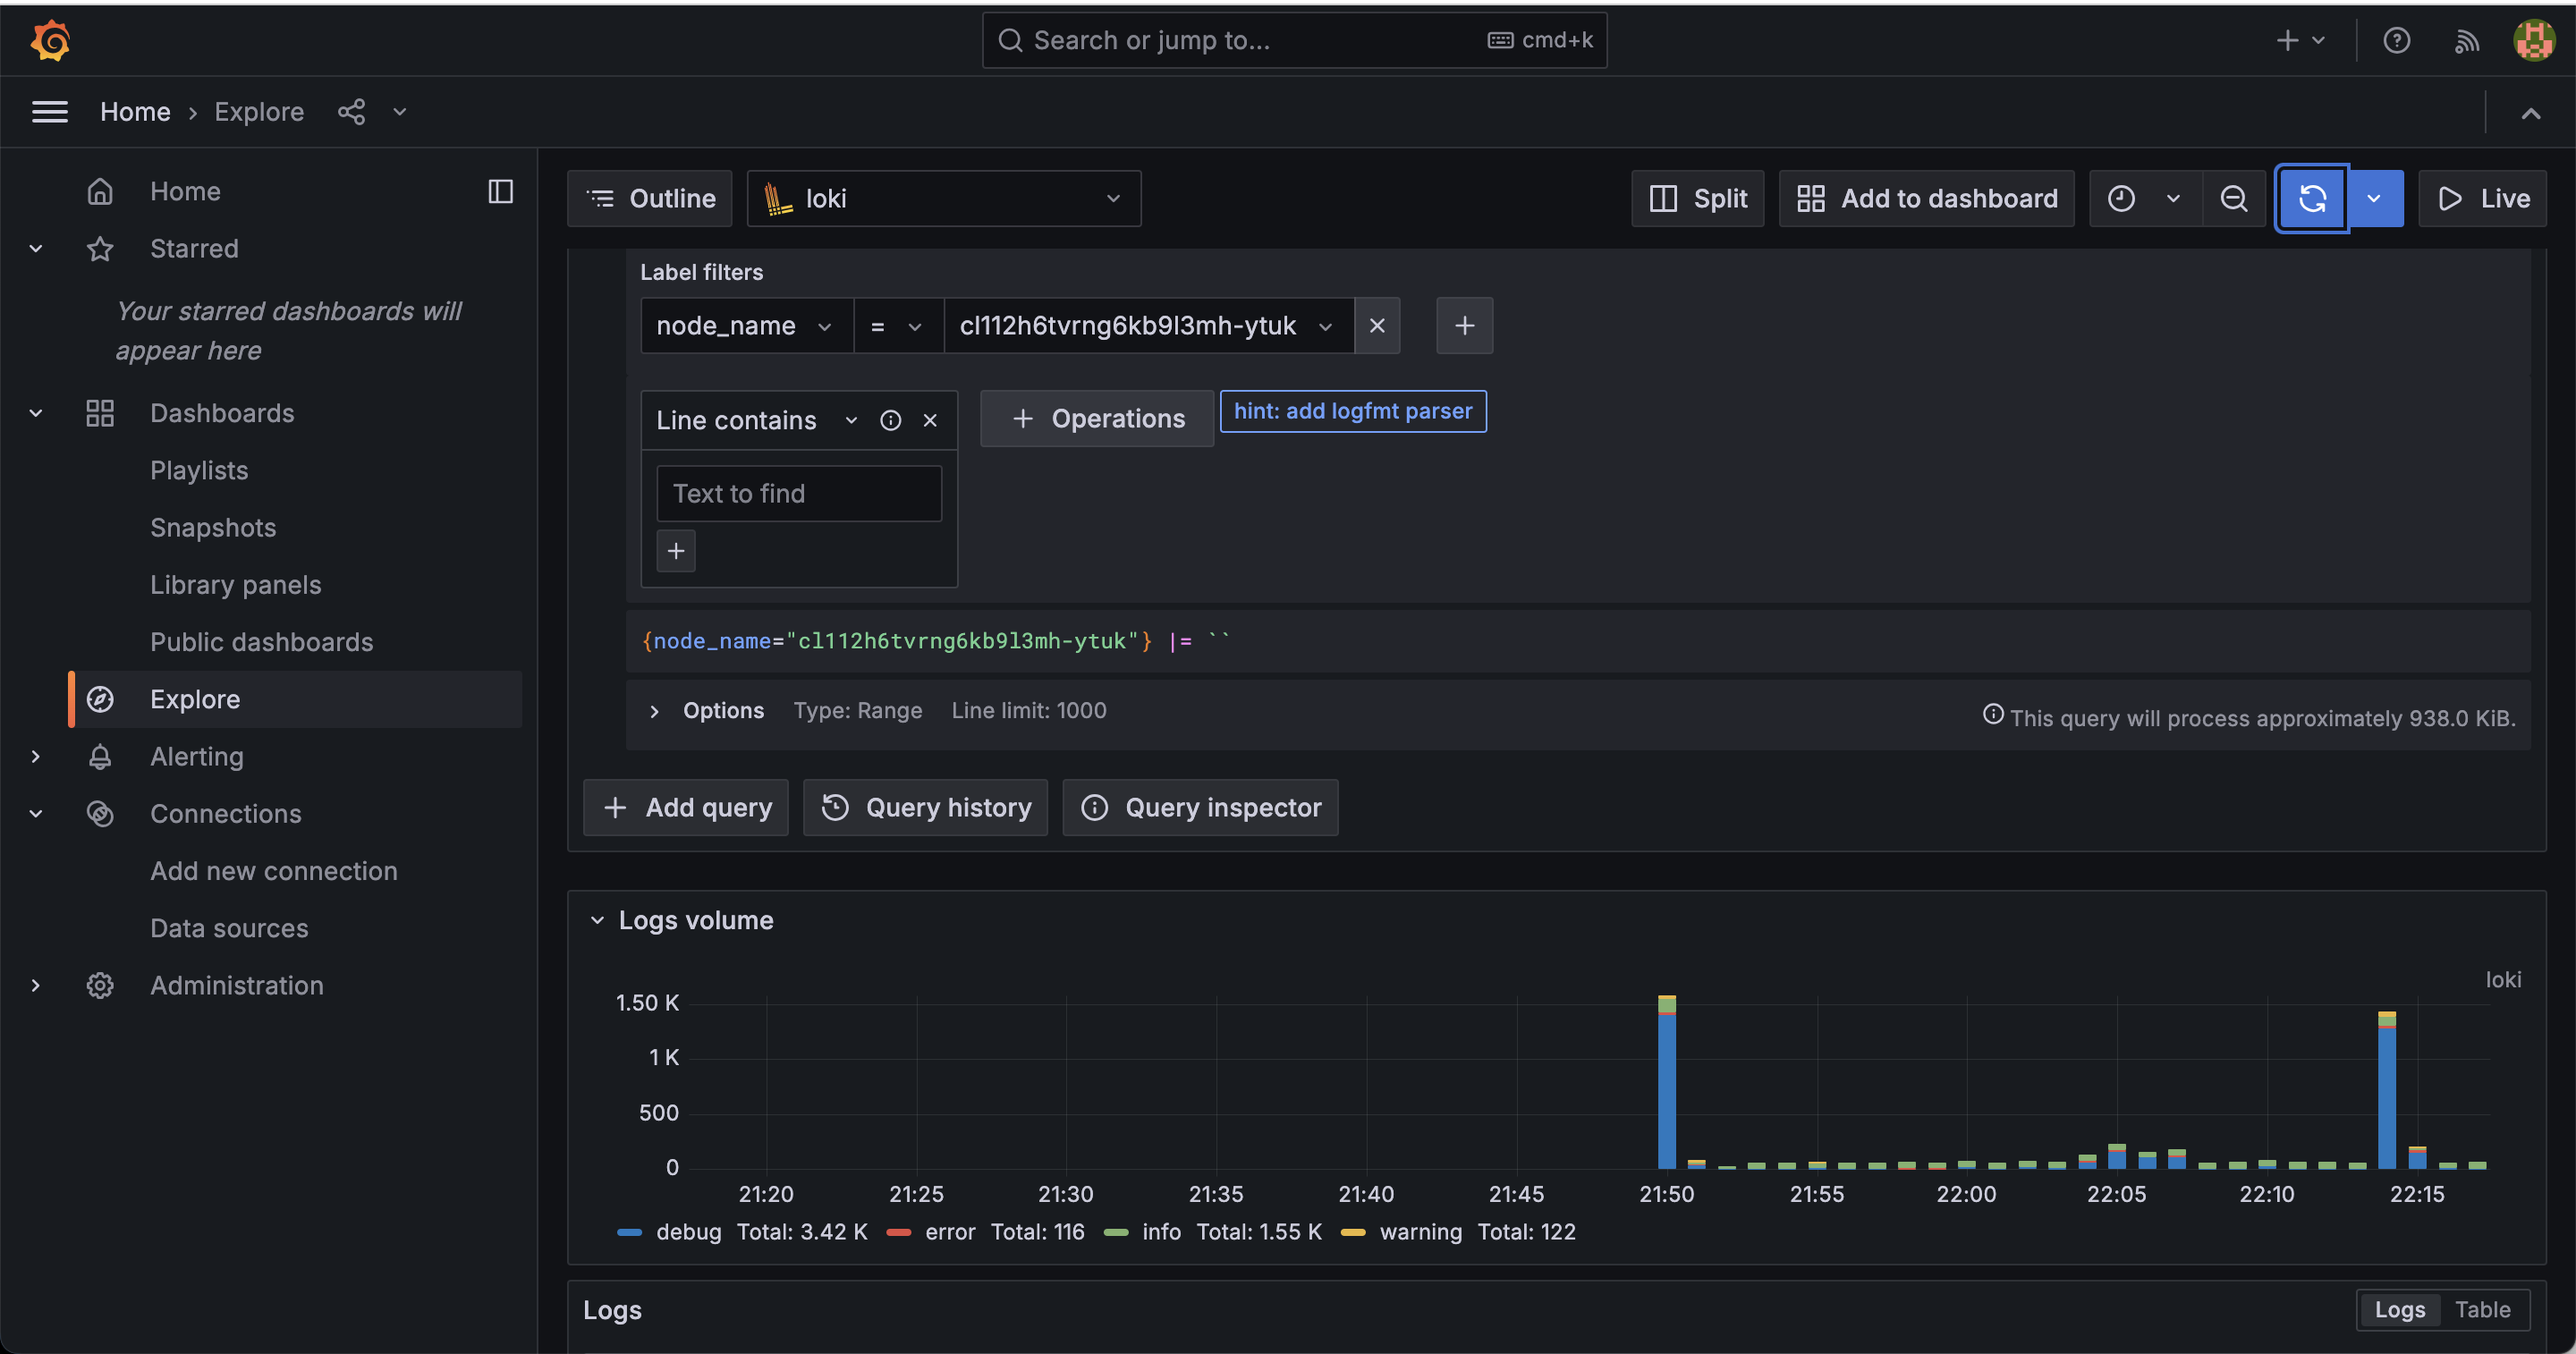 Search or jump to... cmd+k
Home › Explore
Home
Starred
Your starred dashboards will
appear here
Dashboards
Playlists
Snapshots
Library panels
Public dashboards
Explore
Alerting
Connections
Add new connection
Data sources
Administration
Outline loki Split Add to dashboard Live
Label filters
node_name = cl112h6tvrng6kb9l3mh-ytuk
Line contains Operations hint: add logfmt parser
Text to find
{node_name="cl112h6tvrng6kb9l3mh-ytuk"} |= ``
Options Type: Range Line limit: 1000 This query will process approximately 938.0 KiB.
Add query Query history Query inspector
Logs volume
loki
1.50 K
1 K
500
0
21:20 21:25 21:30 21:35 21:40 21:45 21:50 21:55 22:00 22:05 22:10 22:15
debug Total: 3.42 K error Total: 116 info Total: 1.55 K warning Total: 122
Logs Logs Table